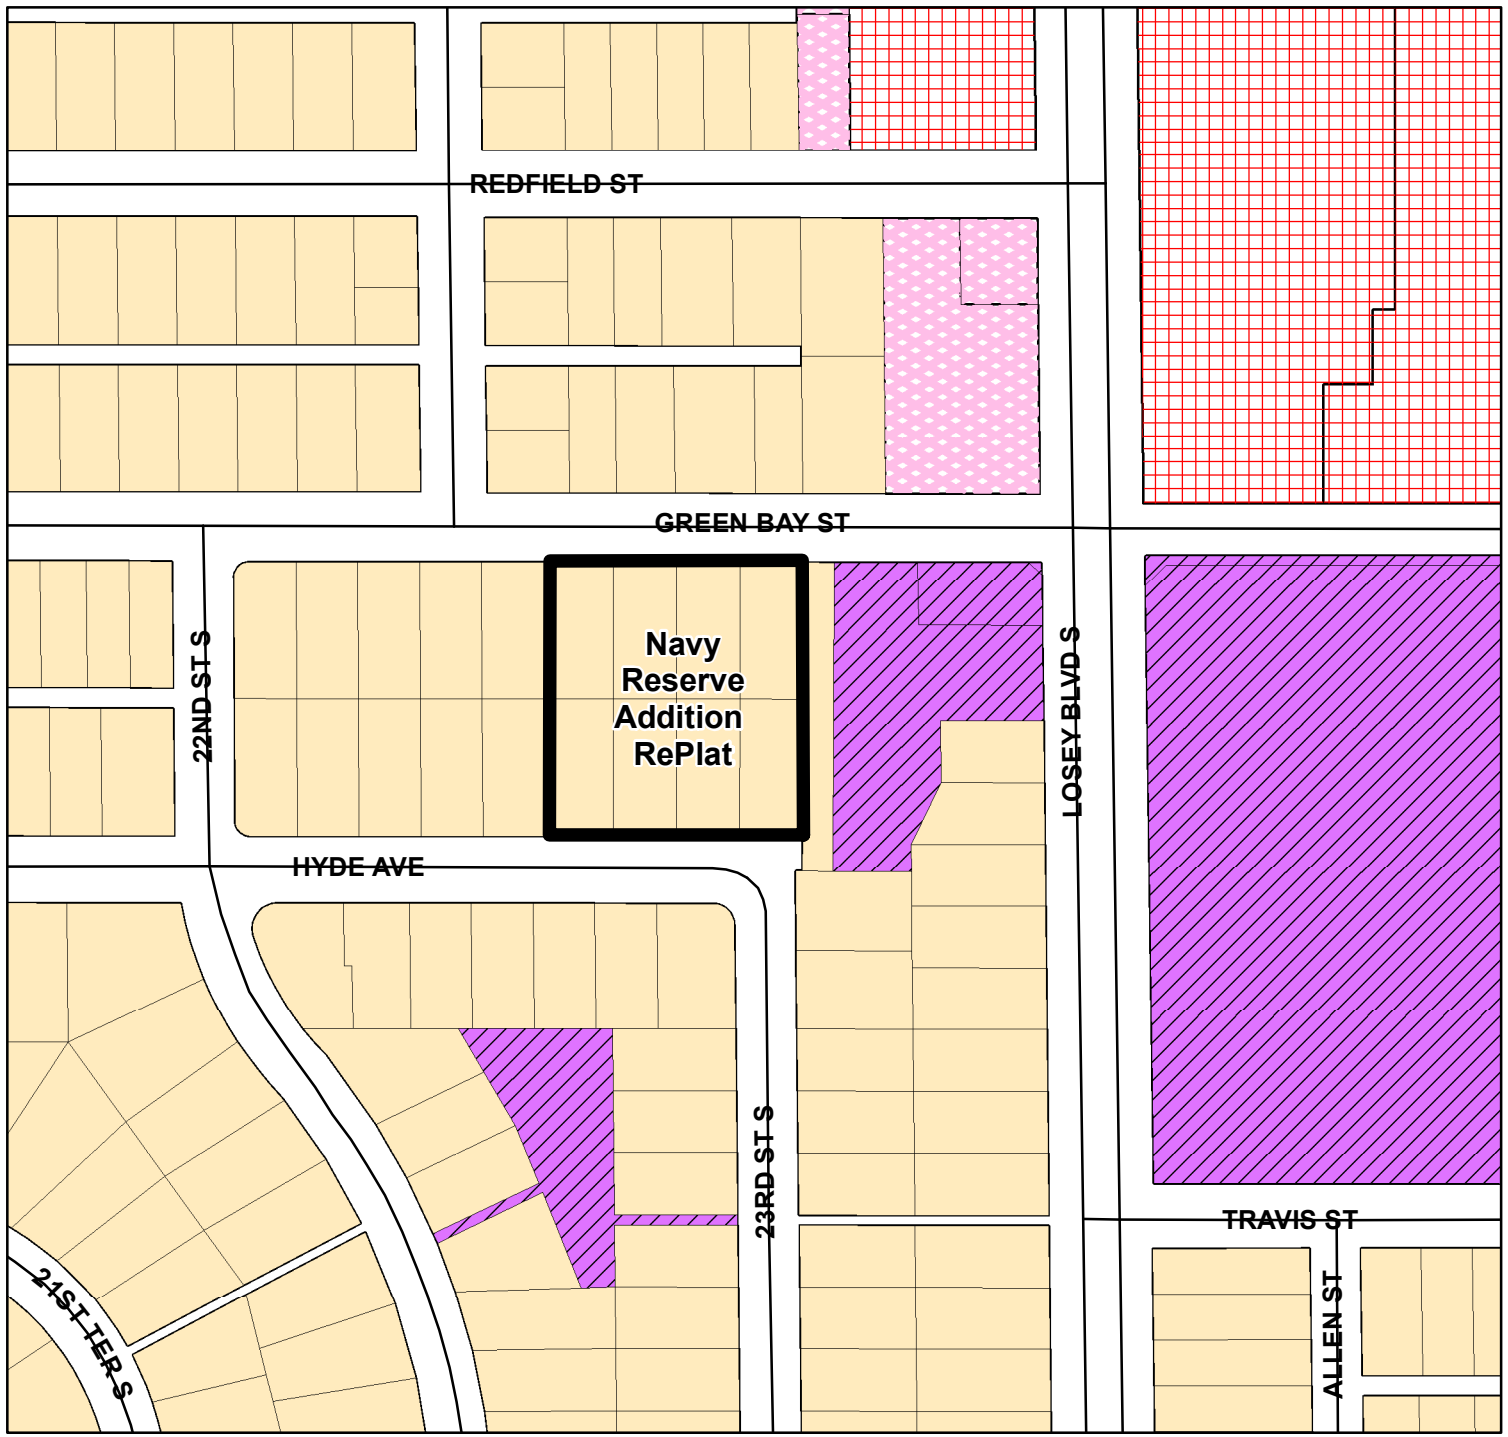 REDFIELD ST
GREEN BAY ST
Navy
Reserve
Addition
RePlat
22ND ST S
LOSEY BLVD S
HYDE AVE
23RD ST S
TRAVIS ST
21ST TER S
ALLEN ST